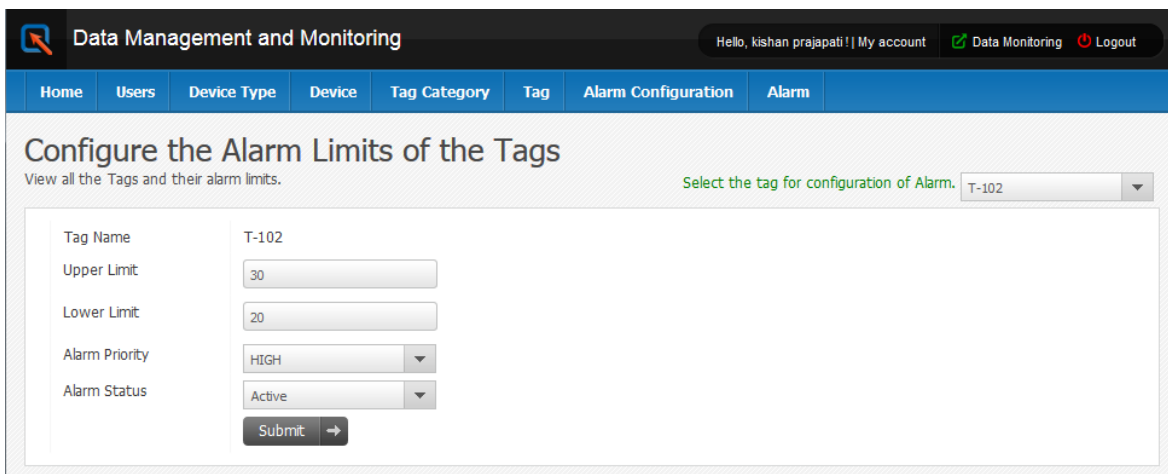 Data Management and Monitoring
Hello, kishan prajapati ! | My account Data Monitoring Logout
Home Users Device Type Device Tag Category Tag Alarm Configuration Alarm
Configure the Alarm Limits of the Tags
View all the Tags and their alarm limits.
Select the tag for configuration of Alarm. T-102
Tag Name T-102
Upper Limit 30
Lower Limit 20
Alarm Priority HIGH
Alarm Status Active
Submit